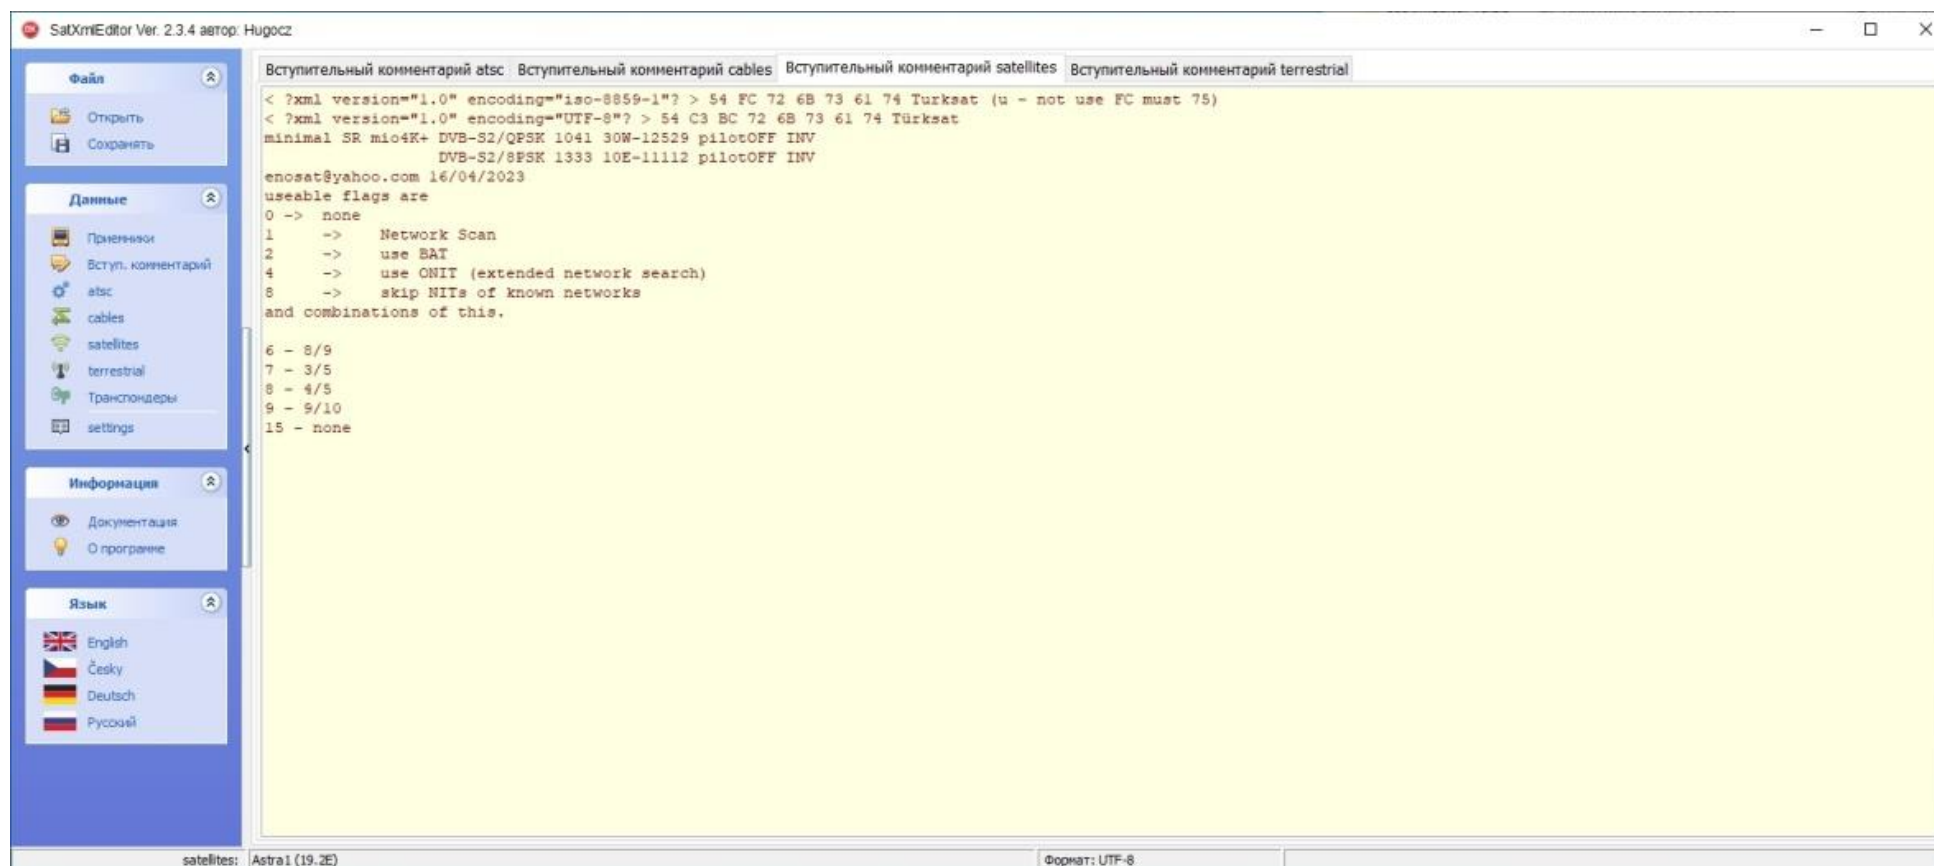 SatXmlEditor Ver. 2.3.4 автор: Hugocz
Файл
Открыть
Сохранять
Данные
Приемники
Вступ. комментарий
atsc
cables
satellites
terrestrial
Транспондеры
settings
Информация
Документация
О программе
Язык
English
Česky
Deutsch
Русский
Вступительный комментарий atsc Вступительный комментарий cables Вступительный комментарий satellites Вступительный комментарий terrestrial
< ?xml version="1.0" encoding="iso-8859-1"? > 54 FC 72 6B 73 61 74 Turksat (u - not use FC must 75)
< ?xml version="1.0" encoding="UTF-8"? > 54 C3 BC 72 6B 73 61 74 Türksat
minimal SR mio4K+ DVB-S2/QPSK 1041 30W-12529 pilotOFF INV
DVB-S2/8PSK 1333 10E-11112 pilotOFF INV
enosat@yahoo.com 16/04/2023
useable flags are
0 -> none
1 -> Network Scan
2 -> use BAT
4 -> use ONIT (extended network search)
8 -> skip NITs of known networks
and combinations of this.
6 - 8/9
7 - 3/5
8 - 4/5
9 - 9/10
15 - none
satellites: Astra1 (19.2E) Формат: UTF-8